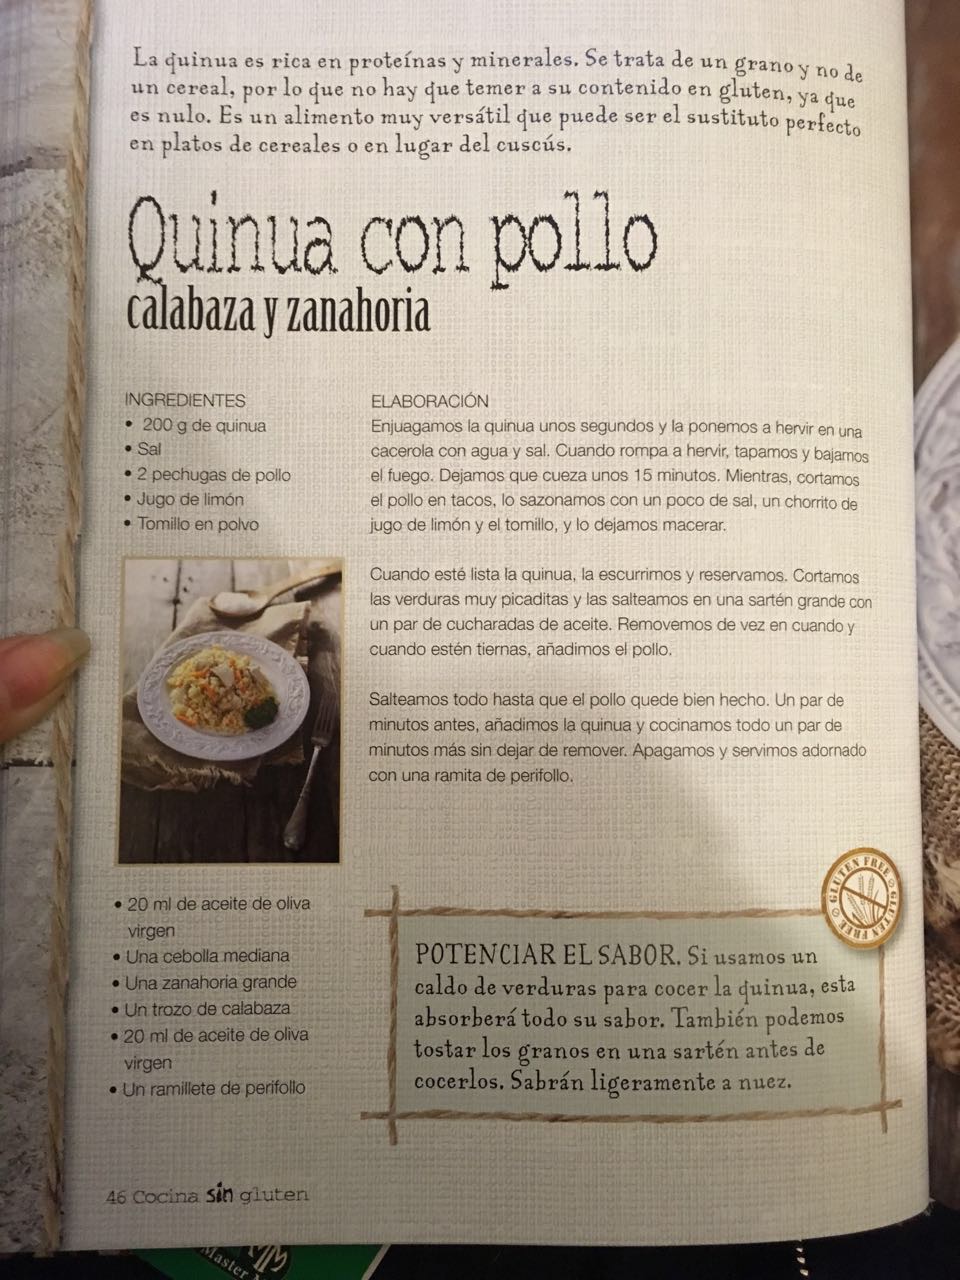 La quinua es rica en proteínas y minerales. Se trata de un grano y no de
un cereal, por lo que no hay que temer a su contenido en gluten, ya que
es nulo. Es un alimento muy versátil que puede ser el sustituto perfecto
en platos de cereales o en lugar del cuscús.
Quinua con pollo
calabaza y zanahoria
INGREDIENTES
• 200 g de quinua
• Sal
• 2 pechugas de pollo
• Jugo de limón
• Tomillo en polvo
• 20 ml de aceite de oliva
virgen
• Una cebolla mediana
• Una zanahoria grande
• Un trozo de calabaza
• 20 ml de aceite de oliva
virgen
• Un ramillete de perifollo
ELABORACIÓN
Enjuagamos la quinua unos segundos y la ponemos a hervir en una
cacerola con agua y sal. Cuando rompa a hervir, tapamos y bajamos
el fuego. Dejamos que cueza unos 15 minutos. Mientras, cortamos
el pollo en tacos, lo sazonamos con un poco de sal, un chorrito de
jugo de limón y el tomillo, y lo dejamos macerar.
Cuando esté lista la quinua, la escurrimos y reservamos. Cortamos
las verduras muy picaditas y las salteamos en una sartén grande con
un par de cucharadas de aceite. Removemos de vez en cuando y
cuando estén tiernas, añadimos el pollo.
Salteamos todo hasta que el pollo quede bien hecho. Un par de
minutos antes, añadimos la quinua y cocinamos todo un par de
minutos más sin dejar de remover. Apagamos y servimos adornado
con una ramita de perifollo.
GLUTEN FREE
GLUTEN FREE
GLUTEN FREE
POTENCIAR EL SABOR. Si usamos un
caldo de verduras para cocer la quinua, esta
absorberá todo su sabor. También podemos
tostar los granos en una sartén antes de
cocerlos. Sabrán ligeramente a nuez.
46 Cocina sin gluten
Master